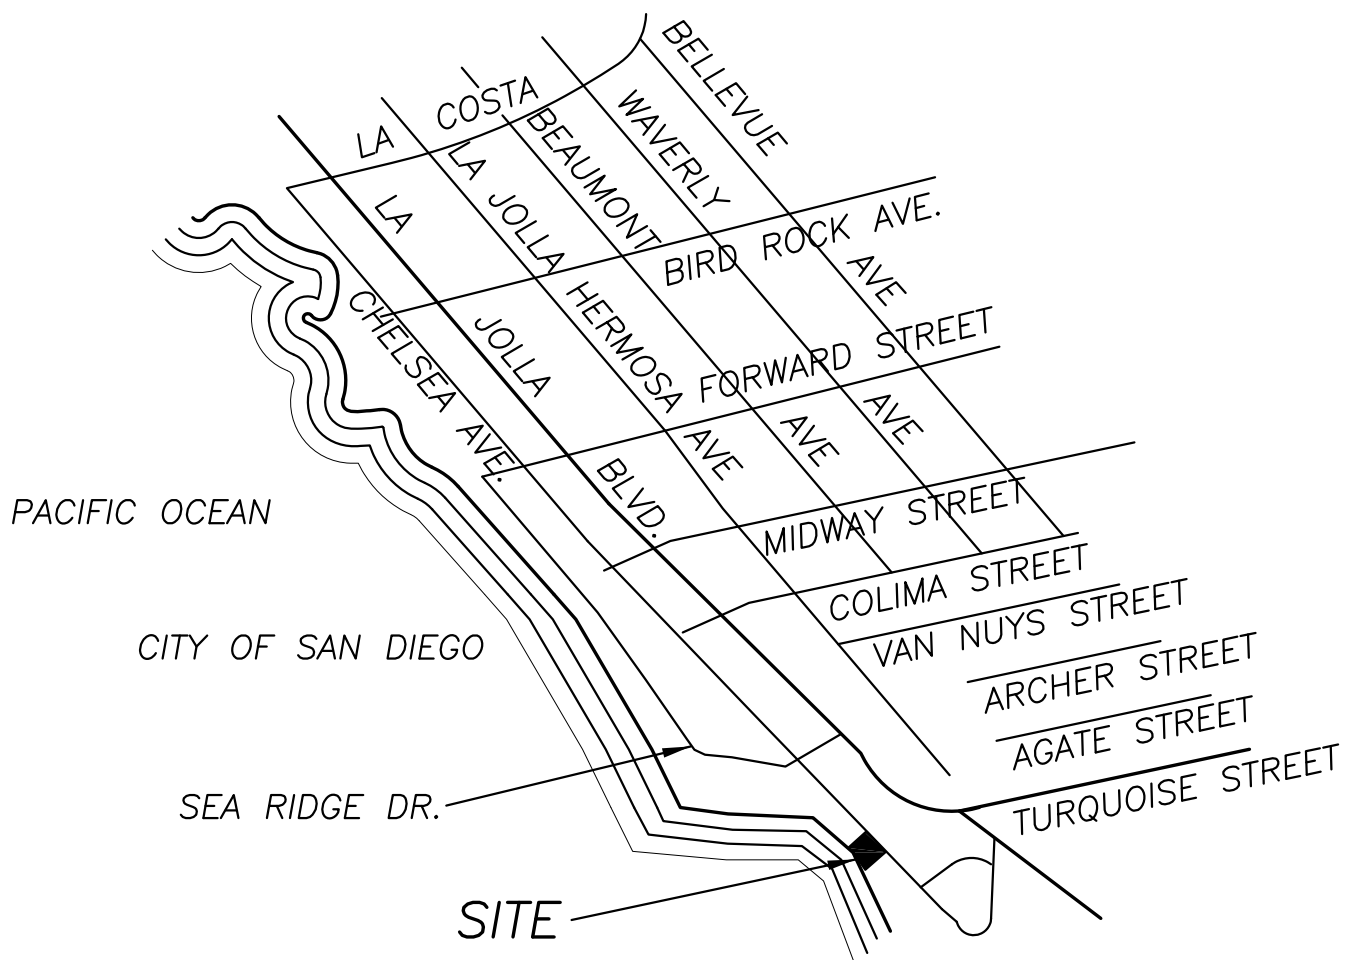 BELLEVUE AVE
LA COSTA
WAVERLY AVE
BEAUMONT AVE
LA JOLLA HERMOSA AVE
LA JOLLA BLVD.
BIRD ROCK AVE.
CHELSEA AVE.
FORWARD STREET
PACIFIC OCEAN
MIDWAY STREET
COLIMA STREET
VAN NUYS STREET
CITY OF SAN DIEGO
ARCHER STREET
AGATE STREET
SEA RIDGE DR.
TURQUOISE STREET
SITE